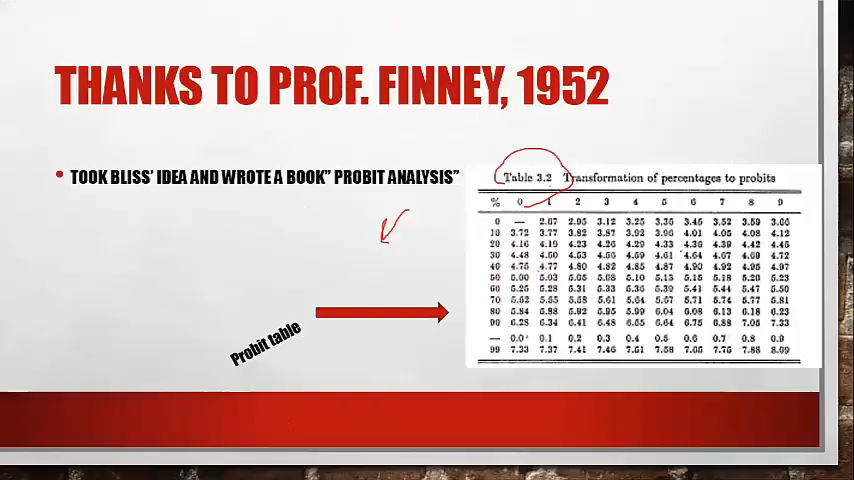 THANKS TO PROF. FINNEY, 1952
• TOOK BLISS' IDEA AND WROTE A BOOK" PROBIT ANALYSIS"
Table 3.2 Transformation of percentages to probits
% 0 1 2 3 4 5 6 7 8 9
0 — 2.67 2.95 3.12 3.25 3.36 3.45 3.52 3.59 3.66
10 3.72 3.77 3.82 3.87 3.92 3.96 4.01 4.05 4.08 4.12
20 4.16 4.19 4.23 4.26 4.29 4.33 4.36 4.39 4.42 4.45
30 4.48 4.50 4.53 4.56 4.59 4.61 4.64 4.67 4.69 4.72
40 4.75 4.77 4.80 4.82 4.85 4.87 4.90 4.92 4.95 4.97
50 5.00 5.03 5.05 5.08 5.10 5.13 5.15 5.18 5.20 5.23
60 5.25 5.28 5.31 5.33 5.36 5.39 5.41 5.44 5.47 5.50
70 5.52 5.55 5.58 5.61 5.64 5.67 5.71 5.74 5.77 5.81
80 5.84 5.88 5.92 5.95 5.99 6.04 6.08 6.13 6.18 6.23
90 6.28 6.34 6.41 6.48 6.55 6.64 6.75 6.88 7.05 7.33
— 0.0 0.1 0.2 0.3 0.4 0.5 0.6 0.7 0.8 0.9
99 7.33 7.37 7.41 7.46 7.51 7.58 7.65 7.75 7.88 8.09
Probit table